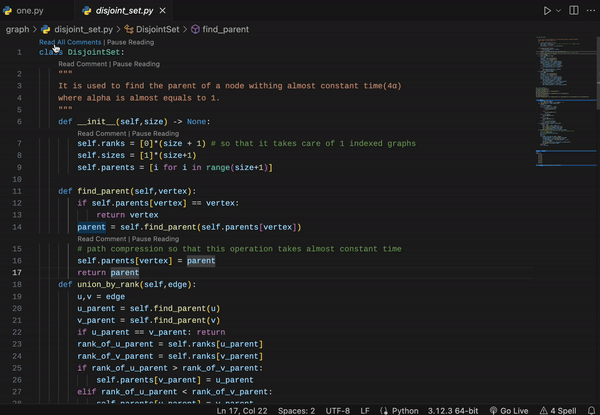 one.py
disjoint_set.py
graph > disjoint_set.py > DisjointSet > find_parent
Read All Comments | Pause Reading
1 class DisjointSet:
Read Comment | Pause Reading
2 """
3 It is used to find the parent of a node withing almost constant time(4α)
4 where alpha is almost equals to 1.
5 """
6 def __init__(self,size) -> None:
Read Comment | Pause Reading
7 self.ranks = [0]*(size + 1) # so that it takes care of 1 indexed graphs
8 self.sizes = [1]*(size+1)
9 self.parents = [i for i in range(size+1)]
10
11 def find_parent(self,vertex):
12 if self.parents[vertex] == vertex:
13 return vertex
14 parent = self.find_parent(self.parents[vertex])
Read Comment | Pause Reading
15 # path compression so that this operation takes almost constant time
16 self.parents[vertex] = parent
17 return parent
18 def union_by_rank(self,edge):
19 u,v = edge
20 u_parent = self.find_parent(u)
21 v_parent = self.find_parent(v)
22 if u_parent == v_parent: return
23 rank_of_u_parent = self.ranks[u_parent]
24 rank_of_v_parent = self.ranks[v_parent]
25 if rank_of_u_parent > rank_of_v_parent:
26 self.parents[v_parent] = u_parent
27 elif rank_of_u_parent < rank_of_v_parent:
28 self.parents[u_parent] = v_parent
Ln 17, Col 22 Spaces: 2 UTF-8 LF Python 3.12.3 64-bit Go Live 4 Spell